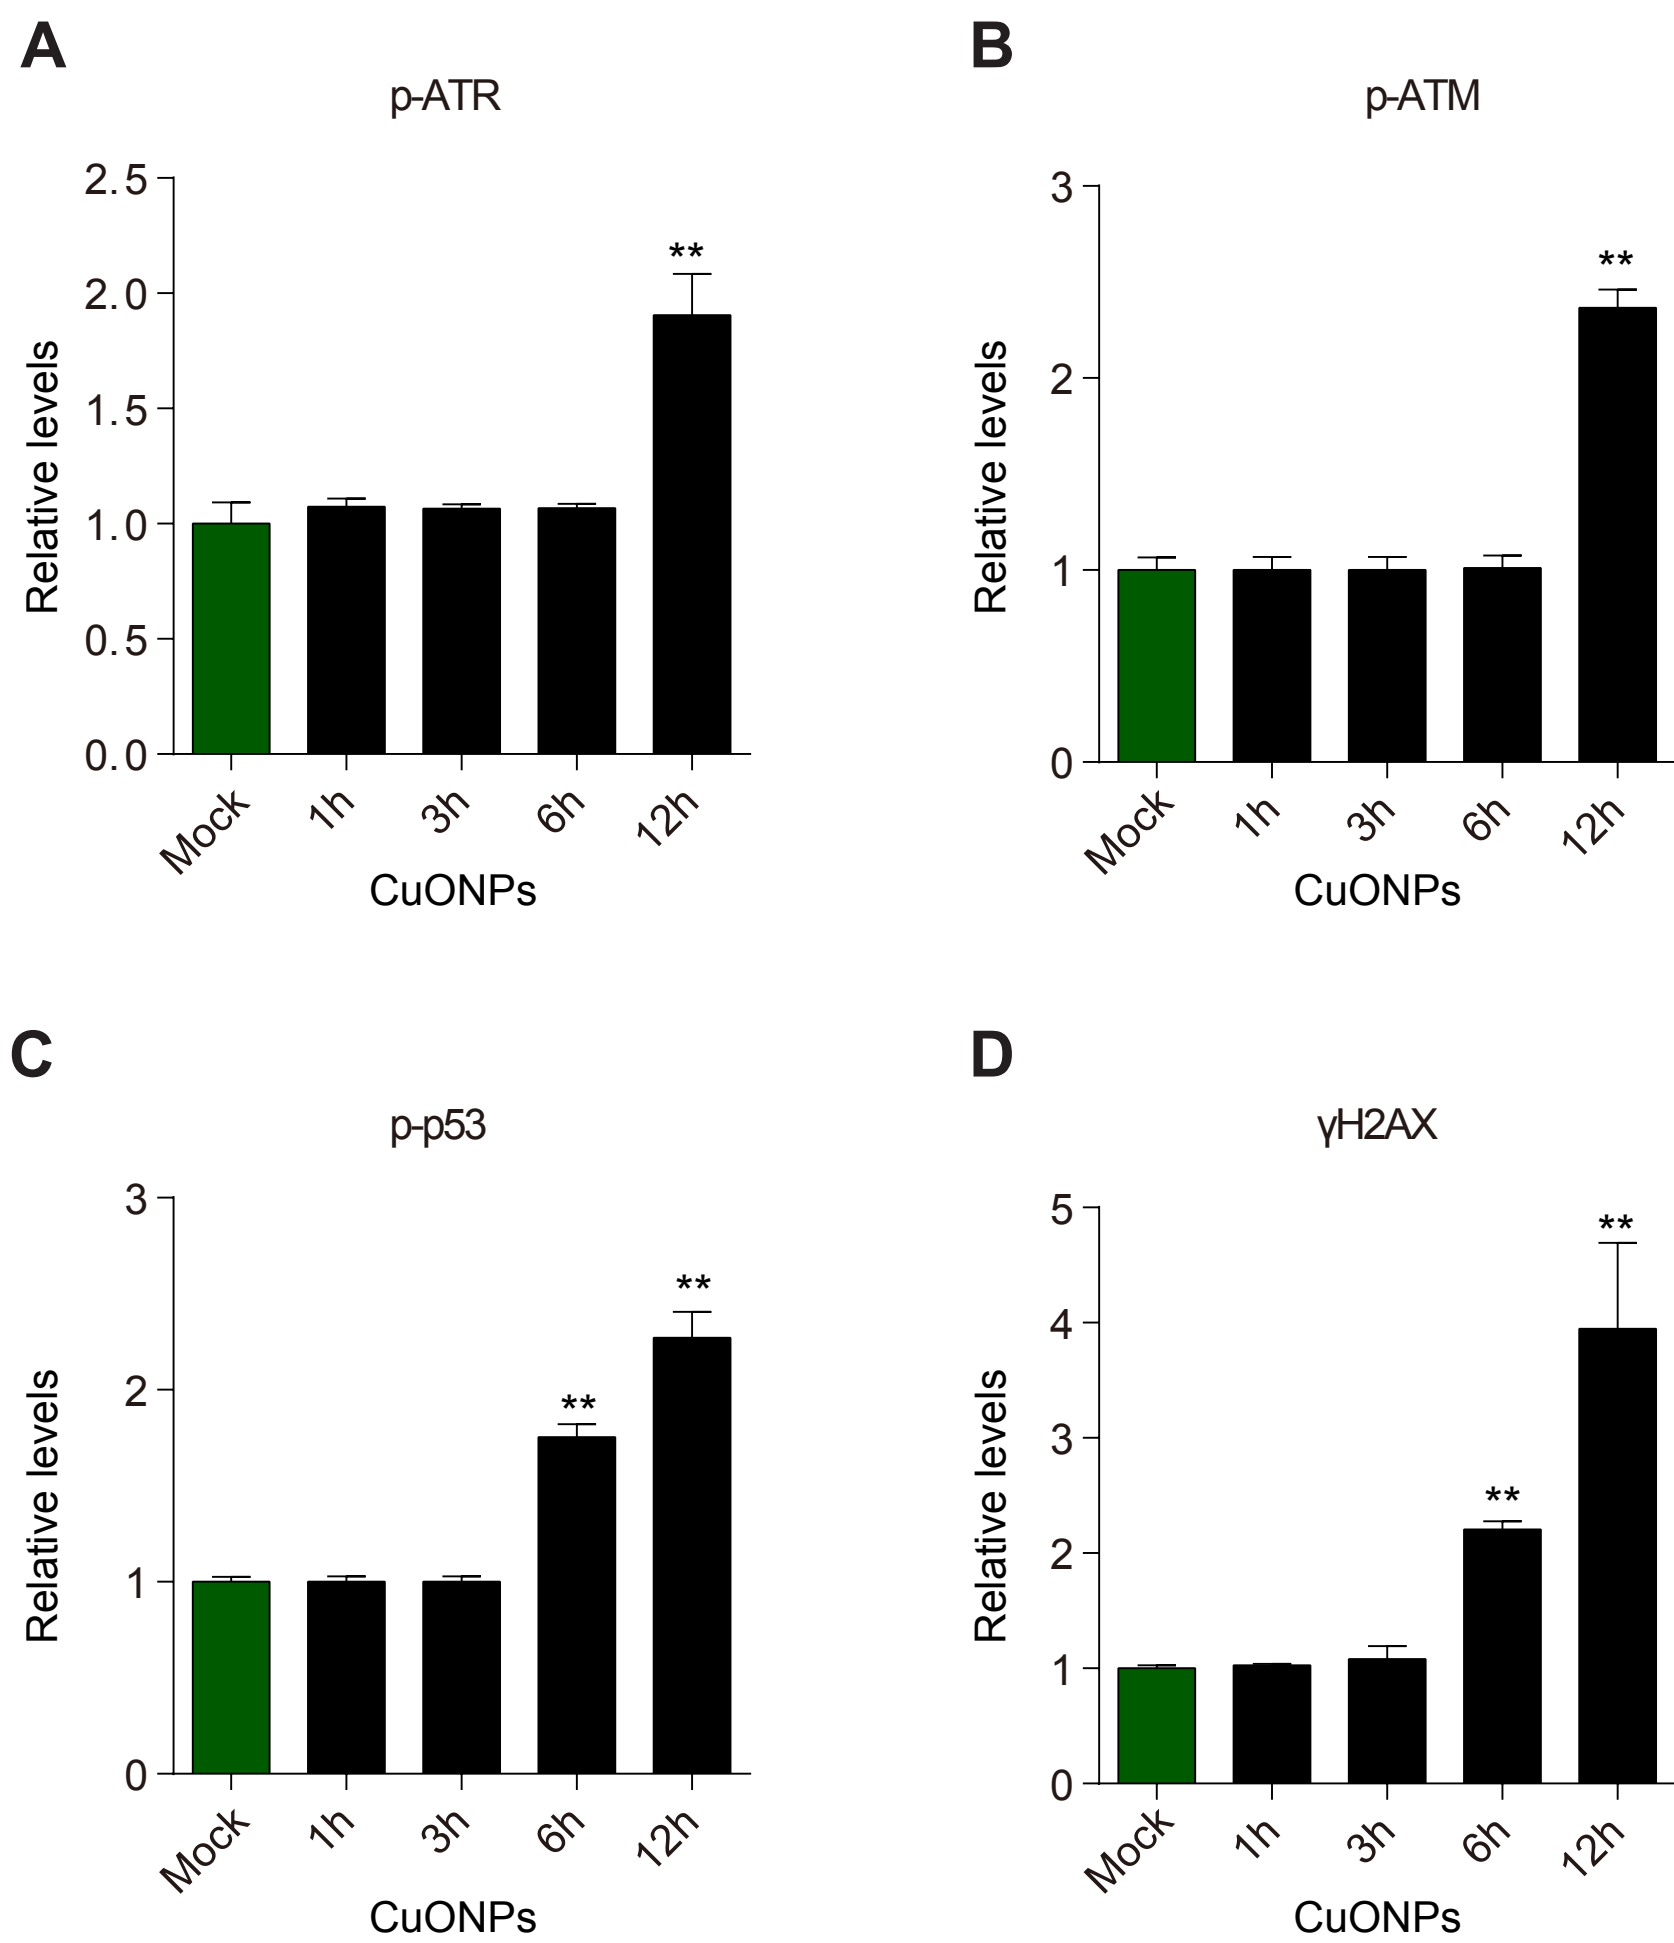 A
p-ATR
Relative levels
2.5
2.0
1.5
1.0
0.5
0.0
**
Mock
1h
3h
6h
12h
CuONPs
B
p-ATM
Relative levels
3
2
1
0
**
Mock
1h
3h
6h
12h
CuONPs
C
p-p53
Relative levels
3
2
1
0
**
**
Mock
1h
3h
6h
12h
CuONPs
D
γH2AX
Relative levels
5
4
3
2
1
0
**
**
Mock
1h
3h
6h
12h
CuONPs